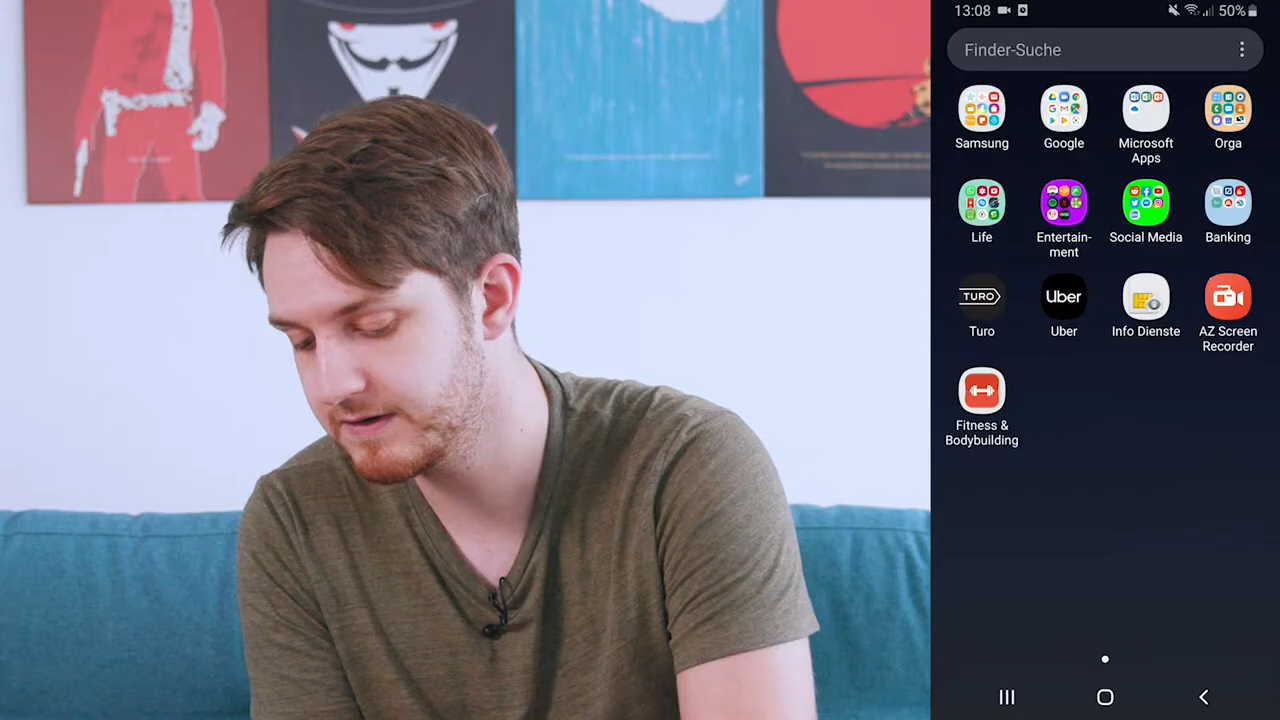 13:08
50%
Finder-Suche
Samsung
Google
Microsoft
Apps
Orga
Life
Entertain-
ment
Social Media
Banking
TURO
Uber
Turo
Uber
Info Dienste
AZ Screen
Recorder
Fitness &
Bodybuilding